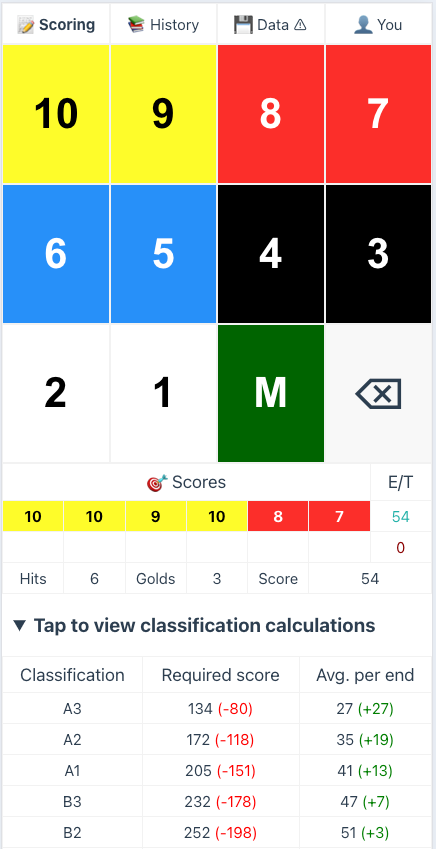 Scoring History Data ⚠ You
10 9 8 7
6 5 4 3
2 1 M
Scores E/T
10 10 9 10 8 7 54
0
Hits 6 Golds 3 Score 54
▼ Tap to view classification calculations
Classification Required score Avg. per end
A3 134 (-80) 27 (+27)
A2 172 (-118) 35 (+19)
A1 205 (-151) 41 (+13)
B3 232 (-178) 47 (+7)
B2 252 (-198) 51 (+3)